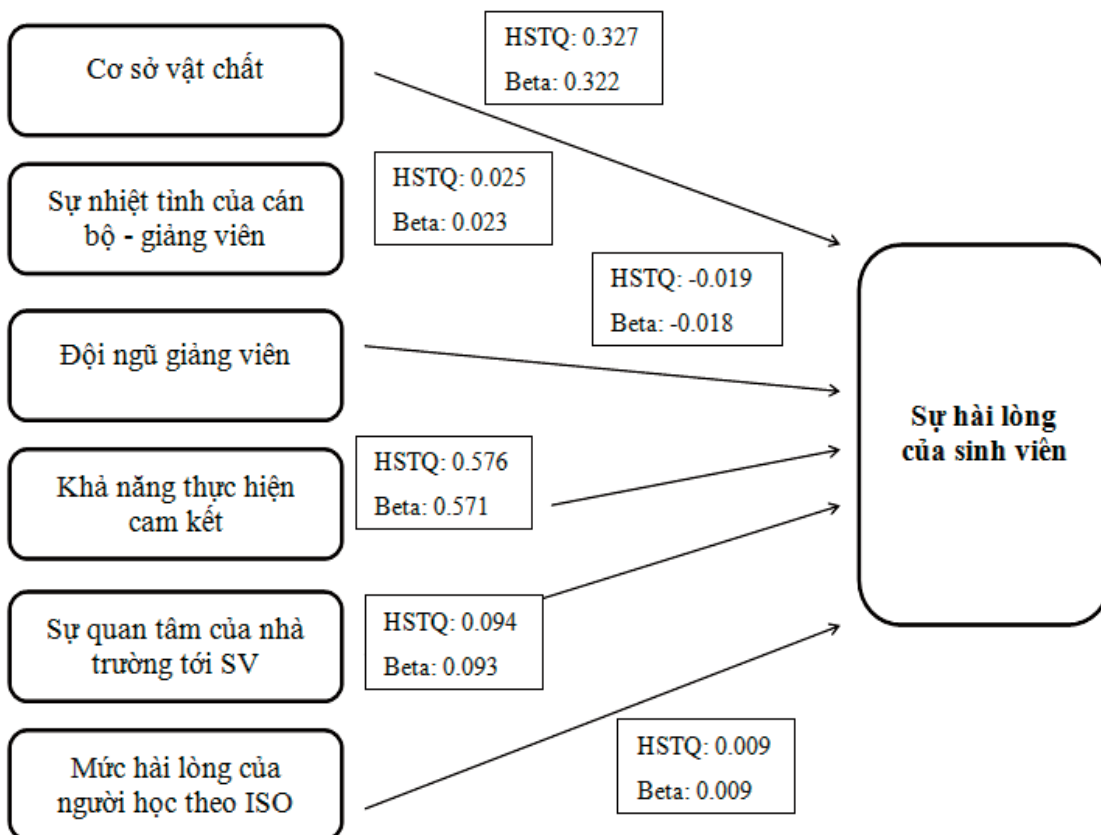 Cơ sở vật chất
HSTQ: 0.327
Beta: 0.322
Sự nhiệt tình của cán
bộ - giảng viên
HSTQ: 0.025
Beta: 0.023
Đội ngũ giảng viên
HSTQ: -0.019
Beta: -0.018
Khả năng thực hiện
cam kết
HSTQ: 0.576
Beta: 0.571
Sự quan tâm của nhà
trường tới SV
HSTQ: 0.094
Beta: 0.093
Mức hài lòng của
người học theo ISO
HSTQ: 0.009
Beta: 0.009
Sự hài lòng
của sinh viên